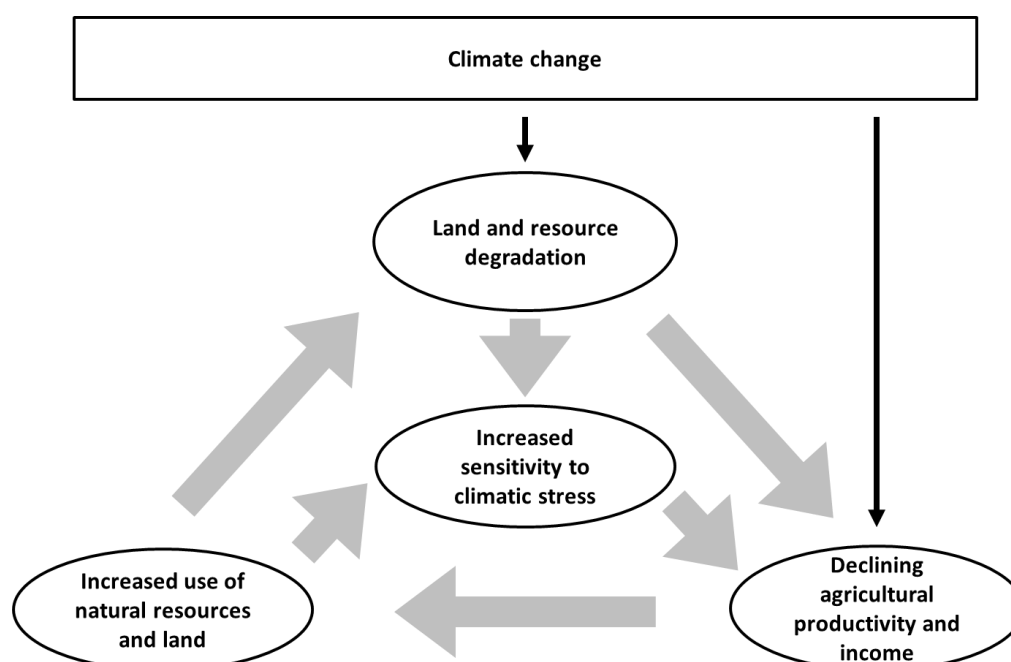 Climate change
Land and resource
degradation
Increased
sensitivity to
climatic stress
Increased use of
natural resources
and land
Declining
agricultural
productivity and
income